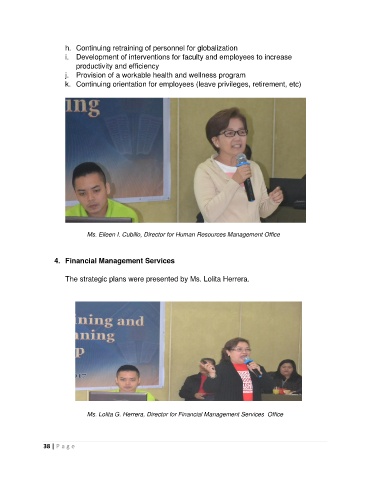 h. Continuing retraining of personnel for globalization
i. Development of interventions for faculty and employees to increase
productivity and efficiency
j. Provision of a workable health and wellness program
k. Continuing orientation for employees (leave privileges, retirement, etc)
ing
Ms. Eileen I. Cubillo, Director for Human Resources Management Office
4. Financial Management Services
The strategic plans were presented by Ms. Lolita Herrera.
ining and
nning
p
Ms. Lolita G. Herrera, Director for Financial Management Services Office
38 | Page